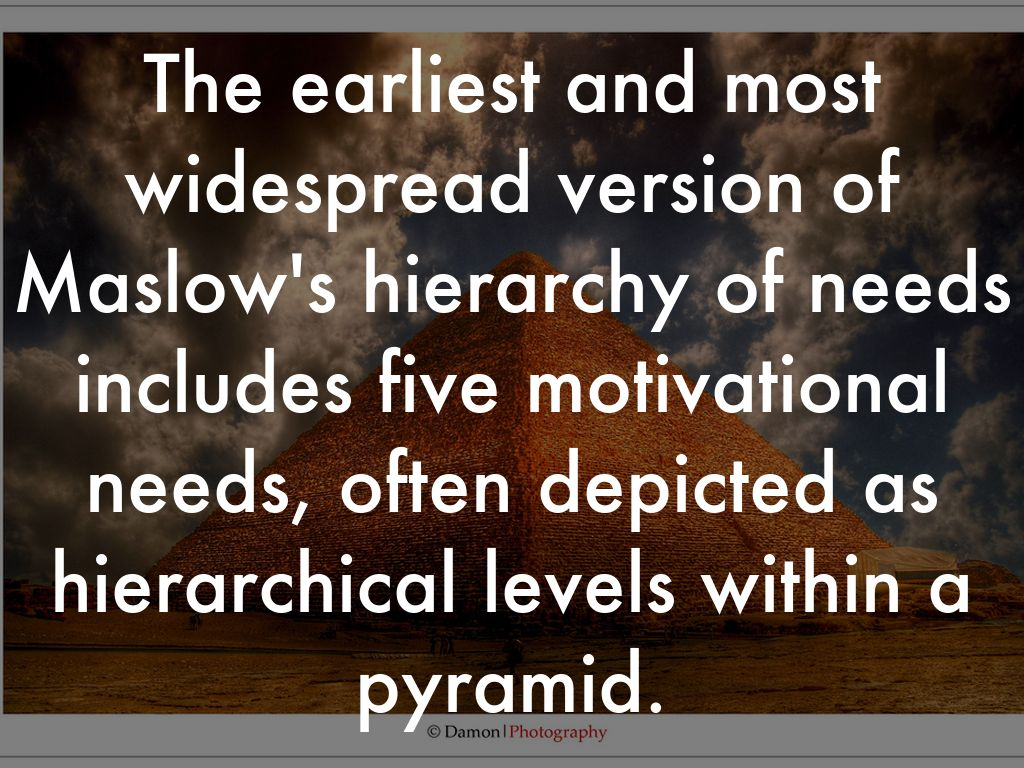 The earliest and most
widespread version of
Maslow's hierarchy of needs
includes five motivational
needs, often depicted as
hierarchical levels within a
pyramid.
© Damon|Photography